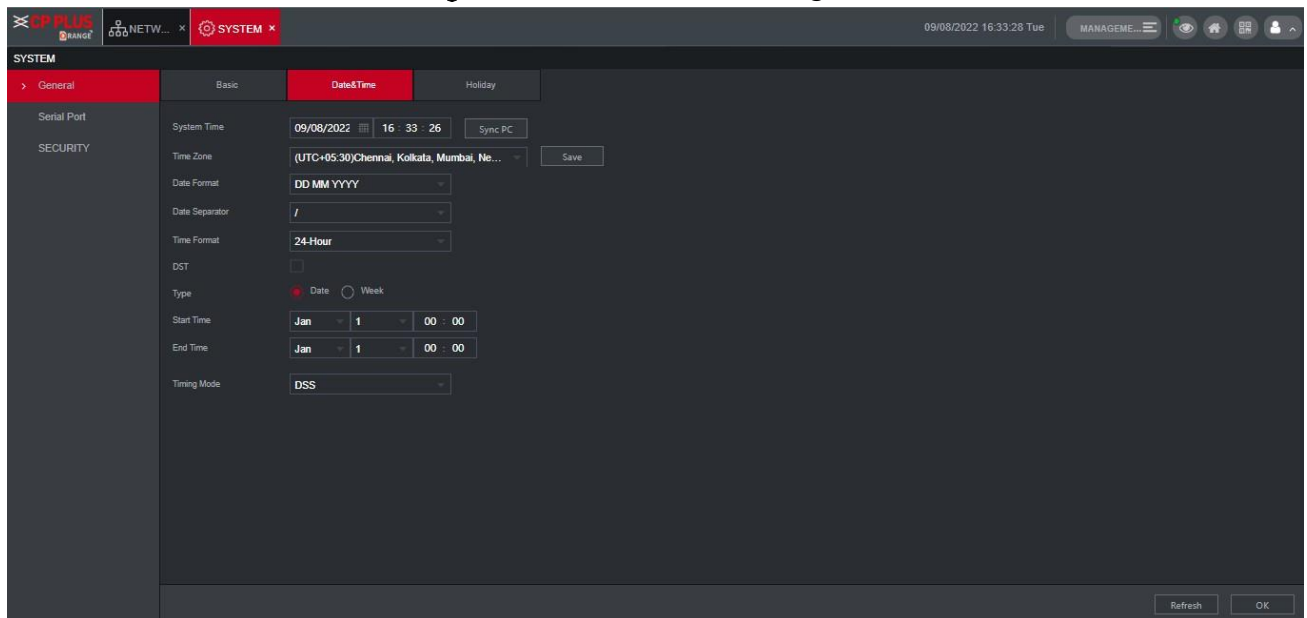 CP PLUS
ORANGE
NETW... ×
SYSTEM ×
09/08/2022 16:33:28 Tue
MANAGEME...
SYSTEM
> General
Serial Port
SECURITY
Basic
Date&Time
Holiday
System Time 09/08/2022 16 : 33 : 26 Sync PC
Time Zone (UTC+05:30)Chennai, Kolkata, Mumbai, Ne... Save
Date Format DD MM YYYY
Date Separator /
Time Format 24-Hour
DST
Type Date Week
Start Time Jan 1 00 : 00
End Time Jan 1 00 : 00
Timing Mode DSS
Refresh OK